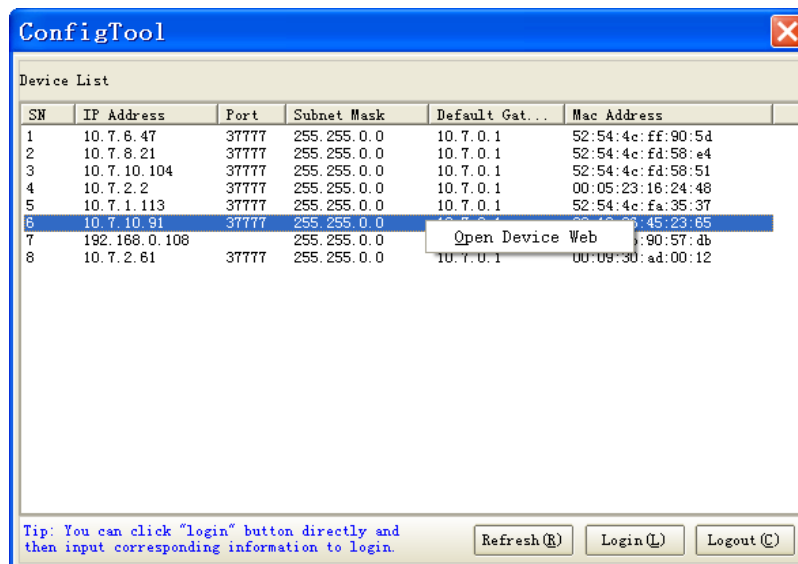 ConfigTool
Device List
SN IP Address Port Subnet Mask Default Gat... Mac Address
1 10.7.6.47 37777 255.255.0.0 10.7.0.1 52:54:4c:ff:90:5d
2 10.7.8.21 37777 255.255.0.0 10.7.0.1 52:54:4c:fd:58:e4
3 10.7.10.104 37777 255.255.0.0 10.7.0.1 52:54:4c:fd:58:51
4 10.7.2.2 37777 255.255.0.0 10.7.0.1 00:05:23:16:24:48
5 10.7.1.113 37777 255.255.0.0 10.7.0.1 52:54:4c:fa:35:37
6 10.7.10.91 37777 255.255.0.0 :45:23:65
Open Device Web
7 192.168.0.108 255.255.0.0 :90:57:db
8 10.7.2.61 37777 255.255.0.0 10.7.0.1 00:09:30:ad:00:12
Tip: You can click "login" button directly and
then input corresponding information to login.
Refresh(R) Login(L) Logout(C)